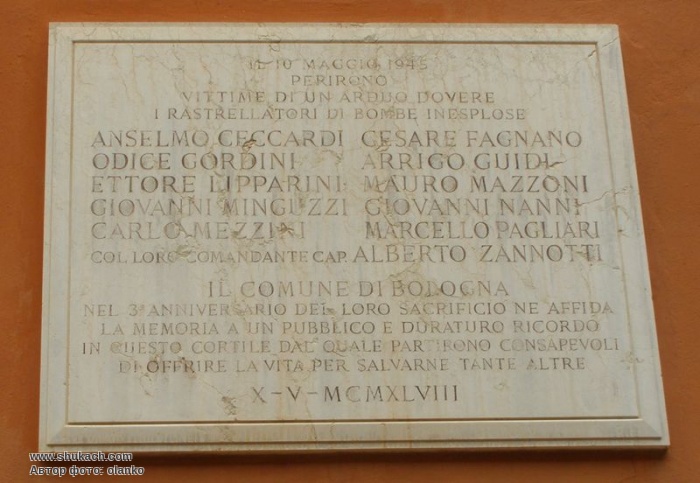 IL 10 MAGGIO 1945
PERIRONO
VITTIME DI UN ARDUO DOVERE
I RASTRELLATORI DI BOMBE INESPLOSE
ANSELMO CECCARDI CESARE FAGNANO
ODICE GORDINI ARRIGO GUIDI
ETTORE LIPPARINI MAURO MAZZONI
GIOVANNI MINGUZZI GIOVANNI NANNI
CARLO MEZZINI MARCELLO PAGLIARI
COL LORO COMANDANTE CAP. ALBERTO ZANNOTTI
IL COMUNE DI BOLOGNA
NEL 3º ANNIVERSARIO DEL LORO SACRIFICIO NE AFFIDA
LA MEMORIA A UN PUBBLICO E DURATURO RICORDO
IN QUESTO CORTILE DAL QUALE PARTIRONO CONSAPEVOLI
DI OFFRIRE LA VITA PER SALVARNE TANTE ALTRE
X-V-MCMXLVIII
www.shukach.com
Автор фото: olanko